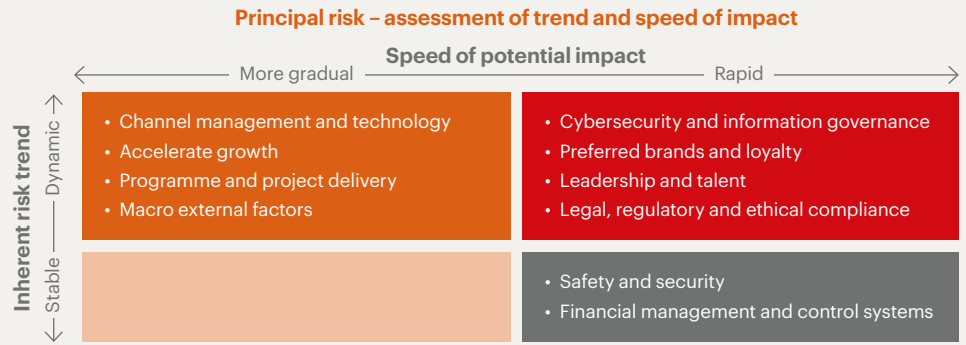 Principal risk – assessment of trend and speed of impact
Speed of potential impact
More gradual
Rapid
Inherent risk trend
Dynamic
Stable
• Channel management and technology
• Accelerate growth
• Programme and project delivery
• Macro external factors
• Cybersecurity and information governance
• Preferred brands and loyalty
• Leadership and talent
• Legal, regulatory and ethical compliance
• Safety and security
• Financial management and control systems